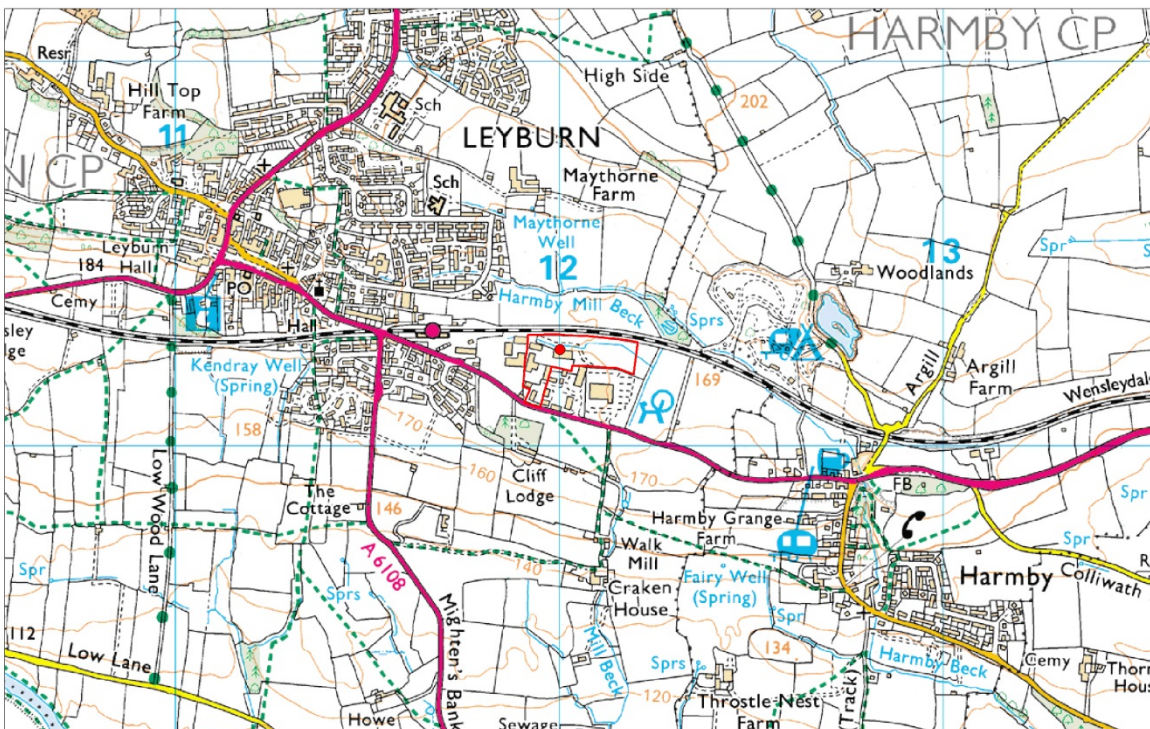 HARMBY CP
Resr
Hill Top
Farm
11
N CP
Sch
High Side
202
LEYBURN
Sch
Maythorne
Farm
Maythorne
Well
12
Leyburn
Hall
184
Cemy
PO
Hall
Harmby Mill Beck
Sprs
13
Woodlands
Spr
S
sley
ge
Kendray Well
(Spring)
158
170
169
Argill
Argill
Farm
Wensleydal
Low Wood Lane
160
Cliff
Lodge
170
The
Cottage
146
A 6108
140
Harmby Grange
Farm
Walk
Mill
Craken
House
Fairy Well
(Spring)
FB
Spr
Spr
Harmby
Colliwath
R
Spr
Sprs
112
Low Lane
Mighten's Bank
Mill Beck
Spr
134
Harmby Beck
Cemy
Thorn
Hous
Sprs
120
Throstle Nest
Farm
(Track)
Howe
Sewage